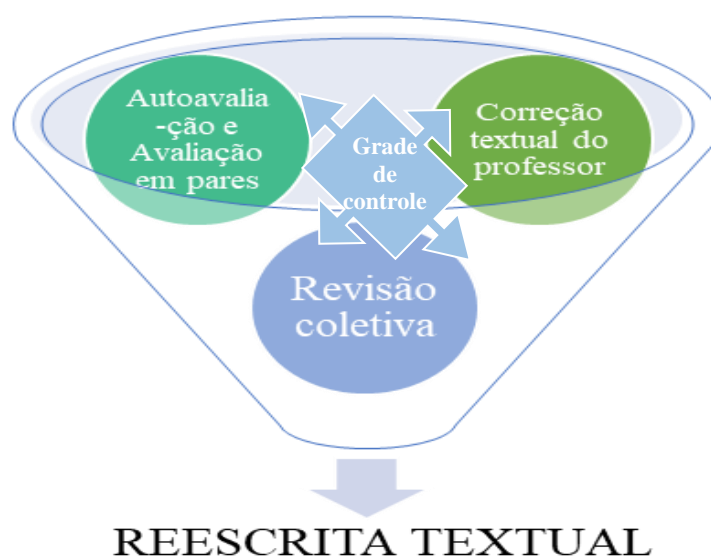 Autoavalia
-ção e
Avaliação
em pares
Grade
de
controle
Correção
textual do
professor
Revisão
coletiva
REESCRITA TEXTUAL